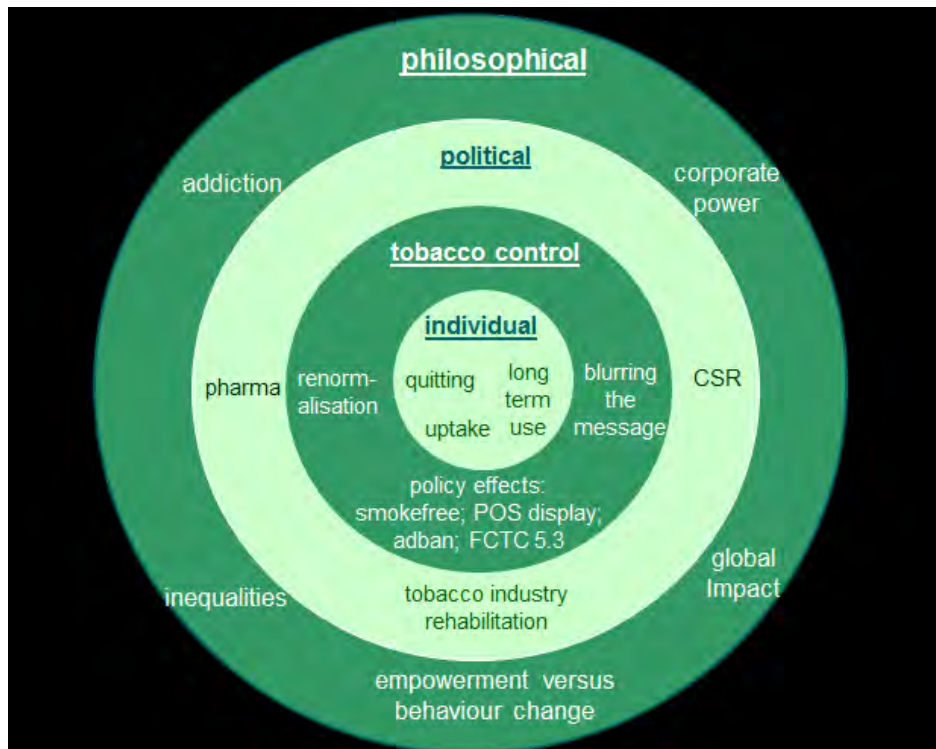 philosophical
political
addiction
corporate
power
tobacco control
individual
pharma
renorm-
alisation
quitting
long
term
use
uptake
blurring
the
message
CSR
policy effects:
smokefree; POS display;
adban; FCTC 5.3
global
Impact
inequalities
tobacco industry
rehabilitation
empowerment versus
behaviour change